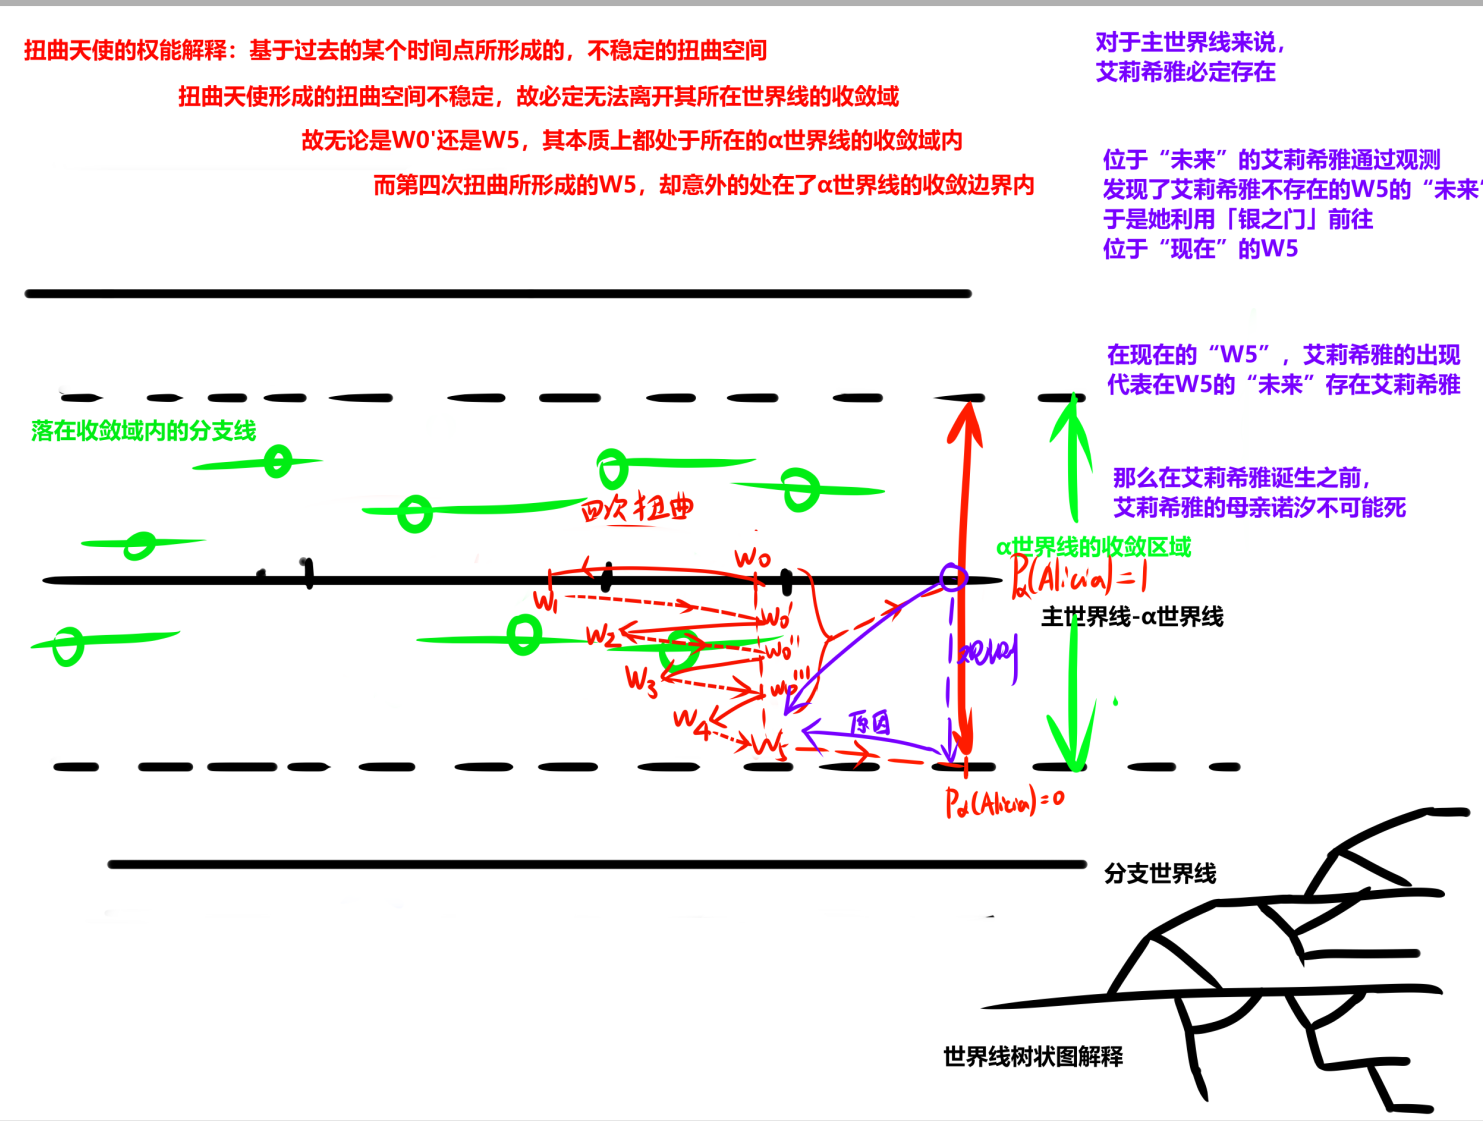 扭曲天使的权能解释：基于过去的某个时间点所形成的，不稳定的扭曲空间
扭曲天使形成的扭曲空间不稳定，故必定无法离开其所在世界线的收敛域
故无论是W0'还是W5，其本质上都处于所在的α世界线的收敛域内
而第四次扭曲所形成的W5，却意外的处在了α世界线的收敛边界内
对于主世界线来说，
艾莉希雅必定存在
位于“未来”的艾莉希雅通过观测
发现了艾莉希雅不存在的W5的“未来”
于是她利用「银之门」前往
位于“现在”的W5
在现在的“W5”，艾莉希雅的出现
代表在W5的“未来”存在艾莉希雅
那么在艾莉希雅诞生之前，
艾莉希雅的母亲诺汐不可能死
落在收敛域内的分支线
四次扭曲
α世界线的收敛区域
W0
Pα(Alicia)=1
W1
主世界线-α世界线
W0'
W2
W0''
观测
W3
W0'''
W4
原因
W5
Pα(Alicia)=0
分支世界线
世界线树状图解释